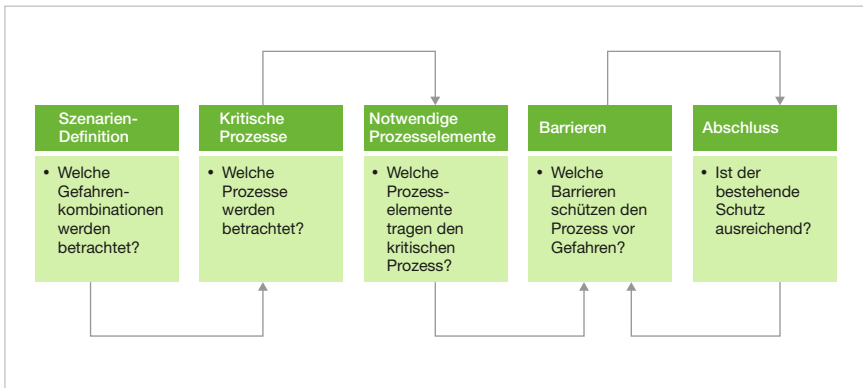 Szenarien-
Definition
• Welche
Gefahren-
kombinationen
werden
betrachtet?
Kritische
Prozesse
• Welche
Prozesse
werden
betrachtet?
Notwendige
Prozesselemente
• Welche
Prozess-
elemente
tragen den
kritischen
Prozess?
Barrieren
• Welche
Barrieren
schützen den
Prozess vor
Gefahren?
Abschluss
• Ist der
bestehende
Schutz
ausreichend?